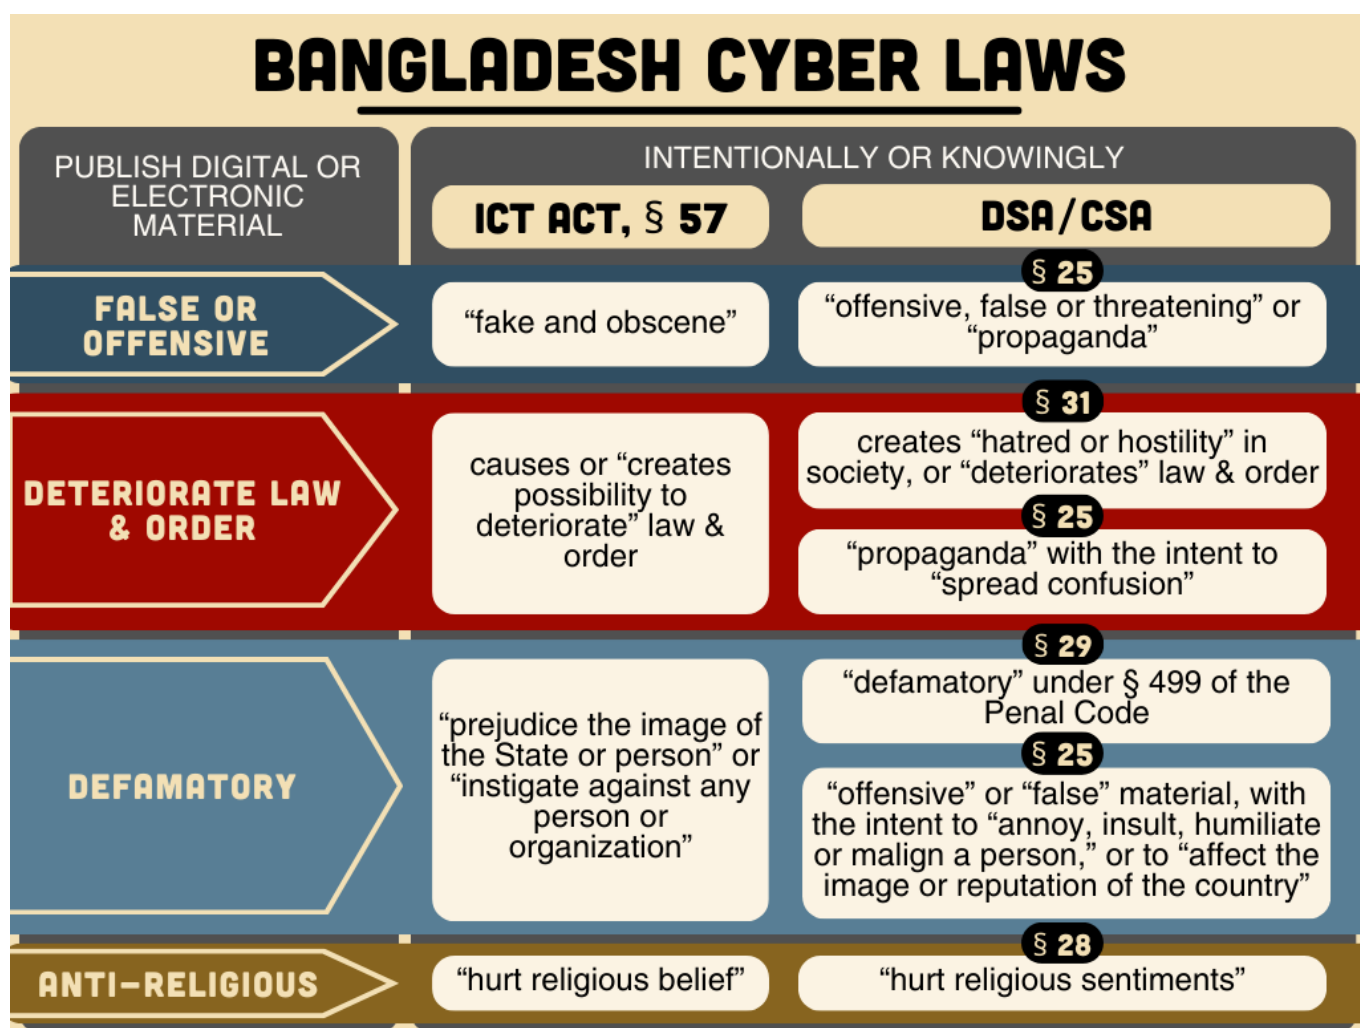 BANGLADESH CYBER LAWS
PUBLISH DIGITAL OR
ELECTRONIC
MATERIAL
INTENTIONALLY OR KNOWINGLY
ICT ACT, § 57
DSA/CSA
FALSE OR
OFFENSIVE
“fake and obscene”
§ 25
“offensive, false or threatening” or
“propaganda”
DETERIORATE LAW
& ORDER
causes or “creates
possibility to
deteriorate” law &
order
§ 31
creates “hatred or hostility” in
society, or “deteriorates” law & order
§ 25
“propaganda” with the intent to
“spread confusion”
DEFAMATORY
“prejudice the image of
the State or person” or
“instigate against any
person or
organization”
§ 29
“defamatory” under § 499 of the
Penal Code
§ 25
“offensive” or “false” material, with
the intent to “annoy, insult, humiliate
or malign a person,” or to “affect the
image or reputation of the country”
ANTI-RELIGIOUS
“hurt religious belief”
§ 28
“hurt religious sentiments”